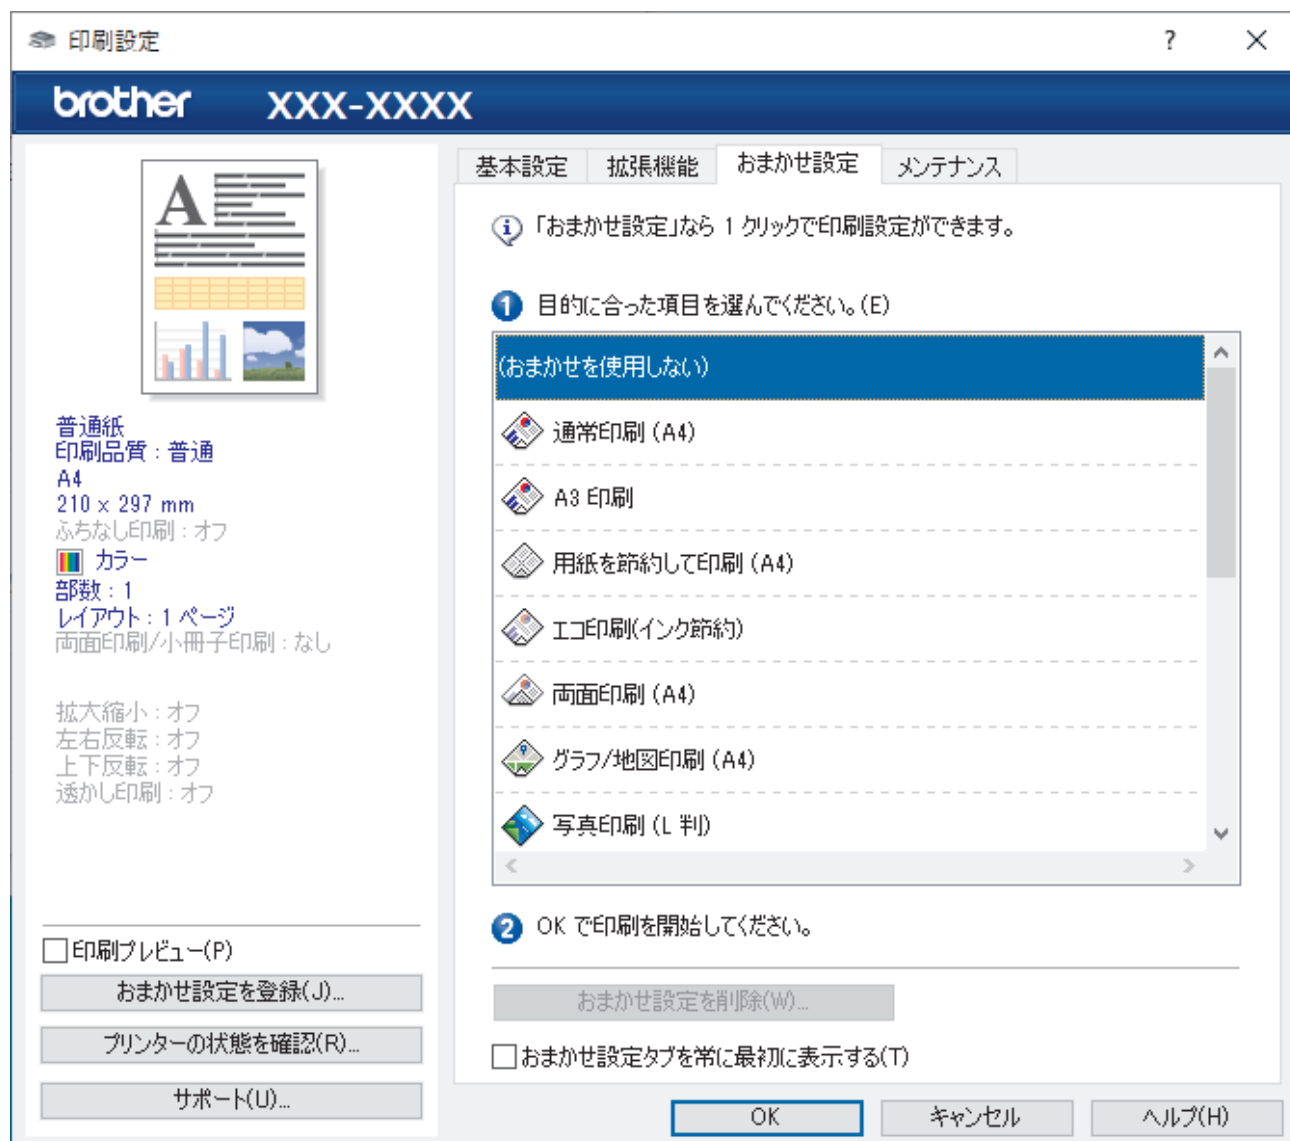 印刷設定
?
brother XXX-XXXX
A
普通紙
印刷品質 : 普通
A4
210 x 297 mm
ふちなし印刷 : オフ
カラー
部数 : 1
レイアウト : 1 ページ
両面印刷/小冊子印刷 : なし
拡大縮小 : オフ
左右反転 : オフ
上下反転 : オフ
透かし印刷 : オフ
印刷プレビュー(P)
おまかせ設定を登録(J)...
プリンターの状態を確認(R)...
サポート(U)...
基本設定 拡張機能 おまかせ設定 メンテナンス
「おまかせ設定」なら 1 クリックで印刷設定ができます。
1 目的に合った項目を選んでください。(E)
(おまかせを使用しない)
通常印刷 (A4)
A3 印刷
用紙を節約して印刷 (A4)
エコ印刷(インク節約)
両面印刷 (A4)
グラフ/地図印刷 (A4)
写真印刷 (L 判)
2 OK で印刷を開始してください。
おまかせ設定を削除(W)...
おまかせ設定タブを常に最初に表示する(T)
OK キャンセル ヘルプ(H)